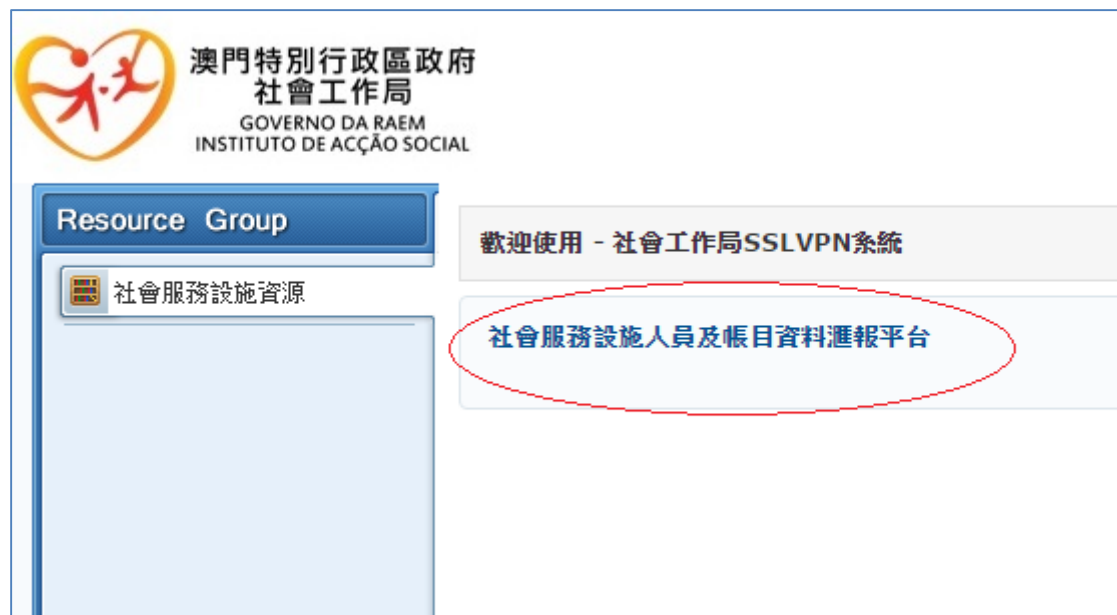 澳門特別行政區政府
社會工作局
GOVERNO DA RAEM
INSTITUTO DE ACÇÃO SOCIAL
Resource Group
社會服務設施資源
歡迎使用 - 社會工作局SSLVPN系統
社會服務設施人員及帳目資料滙報平台